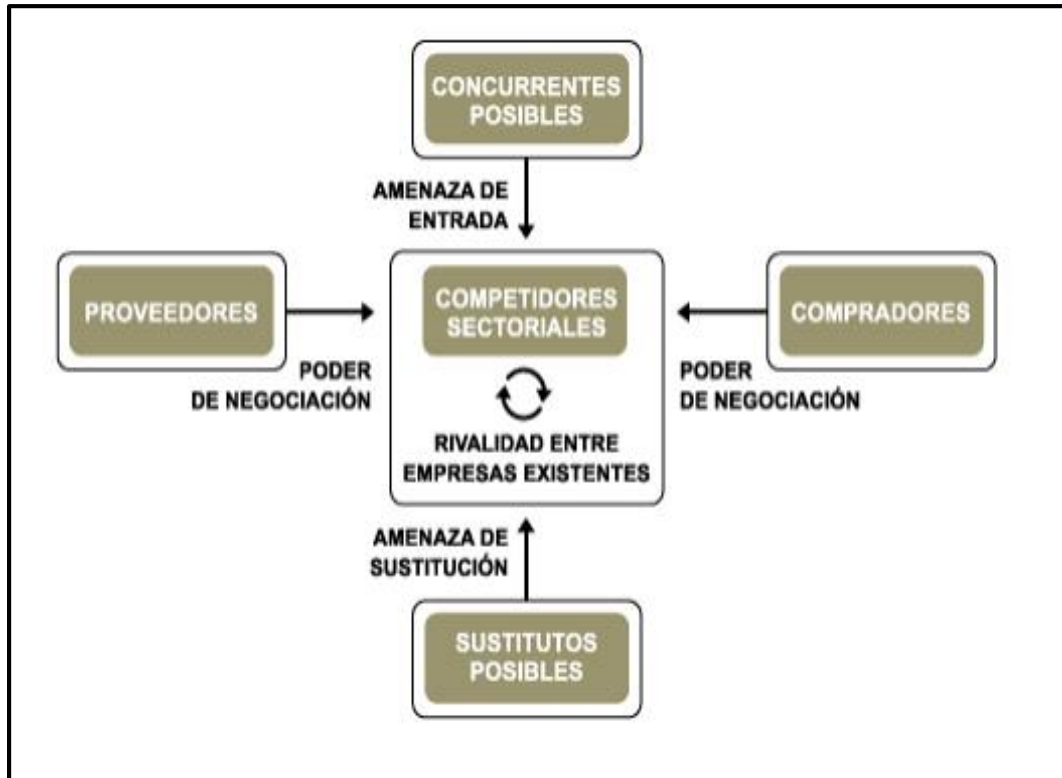 CONCURRENTES
POSIBLES
AMENAZA DE
ENTRADA
PROVEEDORES
COMPETIDORES
SECTORIALES
COMPRADORES
PODER
DE NEGOCIACIÓN
PODER
DE NEGOCIACIÓN
RIVALIDAD ENTRE
EMPRESAS EXISTENTES
AMENAZA DE
SUSTITUCIÓN
SUSTITUTOS
POSIBLES